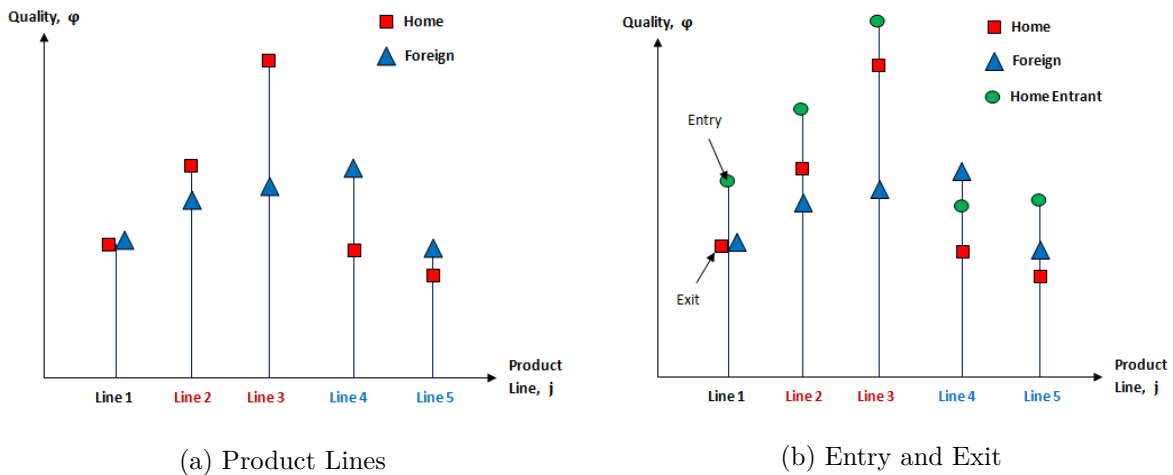 Quality, φ
Home
Foreign
Product
Line, j
Line 1
Line 2
Line 3
Line 4
Line 5
(a) Product Lines
Quality, φ
Home
Foreign
Home Entrant
Entry
Exit
Product
Line, j
Line 1
Line 2
Line 3
Line 4
Line 5
(b) Entry and Exit